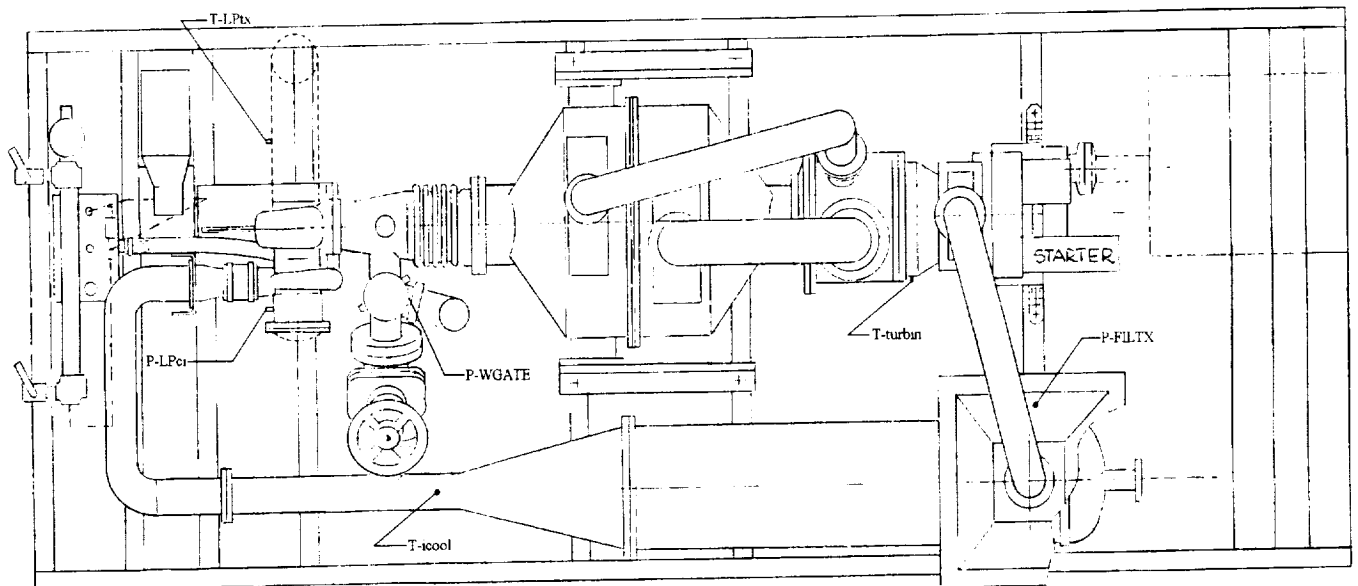 T-LPtx
STARTER
T-turbin
P-FILTX
P-LPci
P-WGATE
T-icool